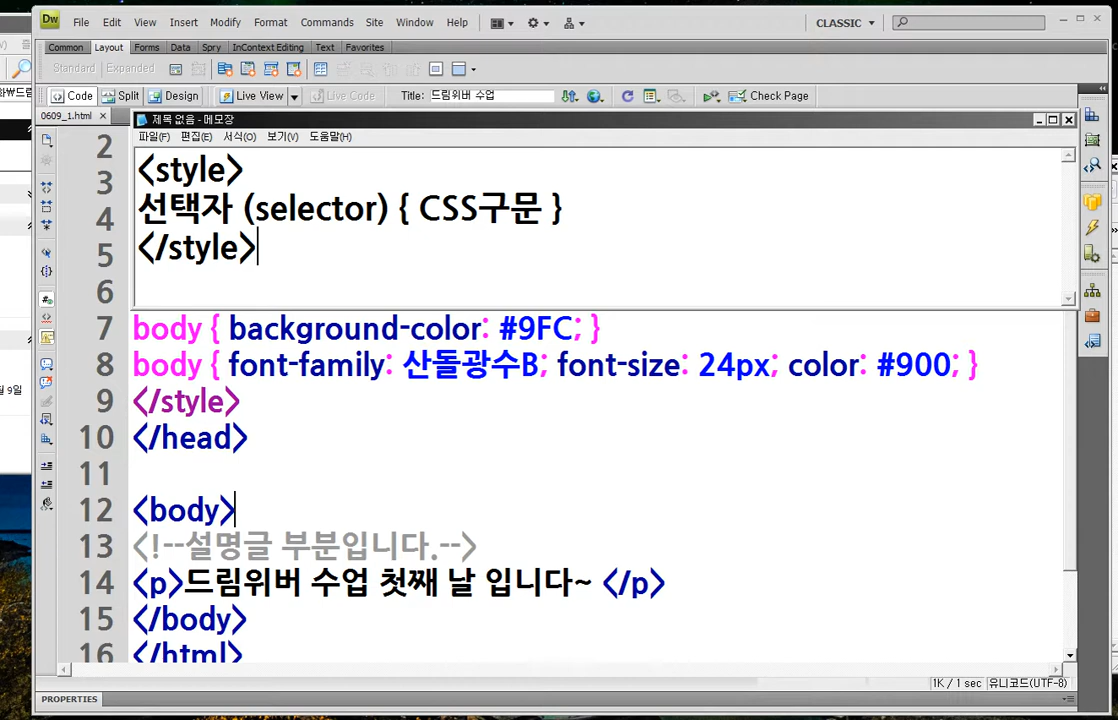 Dw File Edit View Insert Modify Format Commands Site Window Help CLASSIC
Common Layout Forms Data Spry InContext Editing Text Favorites
Standard Expanded
Code Split Design Live View Live Code Title: 드림위버 수업 Check Page
0609_1.html
제목 없음 - 메모장
파일(F) 편집(E) 서식(O) 보기(V) 도움말(H)
<style>
선택자 (selector) { CSS구문 }
</style>
2
3
4
5
6
7 body { background-color: #9FC; }
8 body { font-family: 산돌광수B; font-size: 24px; color: #900; }
9 </style>
10 </head>
11
12 <body>
13 <!--설명글 부분입니다.-->
14 <p>드림위버 수업 첫째 날 입니다~ </p>
15 </body>
16 </html>
1K / 1 sec 유니코드(UTF-8)
PROPERTIES
월 9일